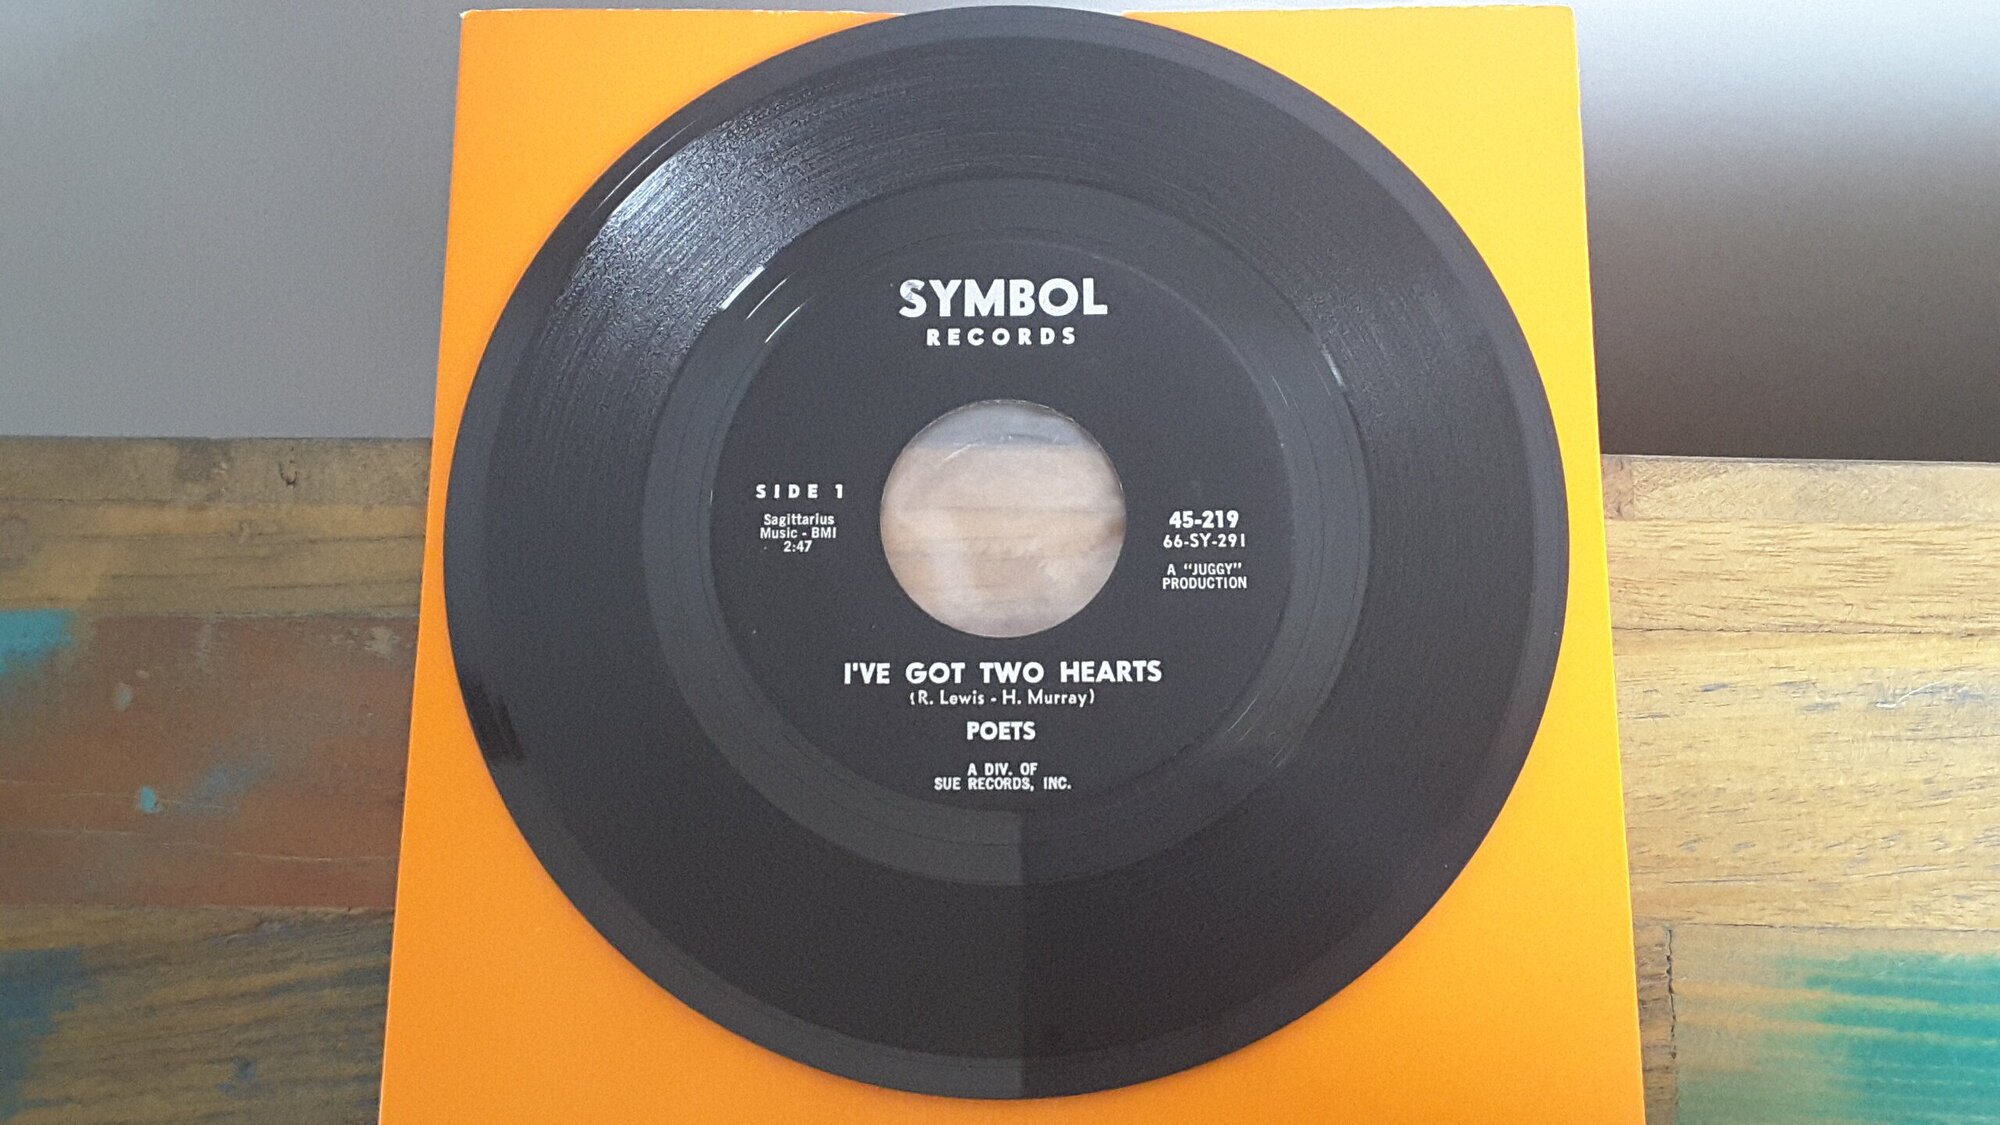 SYMBOL
RECORDS
SIDE 1
Sagittarius
Music - BMI
2:47
45-219
66-SY-291
A "JUGGY"
PRODUCTION
I'VE GOT TWO HEARTS
(R. Lewis - H. Murray)
POETS
A DIV. OF
SUE RECORDS, INC.